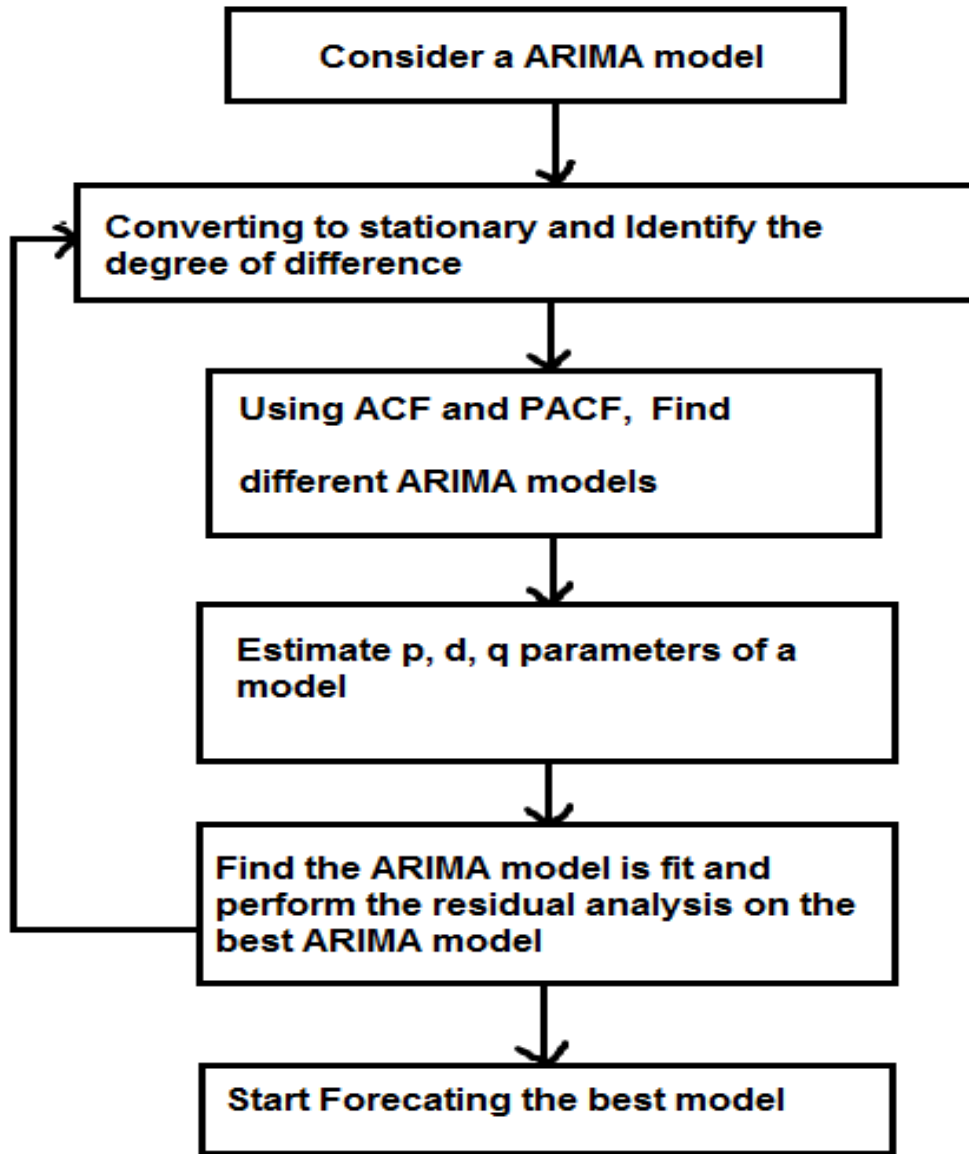 Consider a ARIMA model
Converting to stationary and Identify the
degree of difference
Using ACF and PACF, Find
different ARIMA models
Estimate p, d, q parameters of a
model
Find the ARIMA model is fit and
perform the residual analysis on the
best ARIMA model
Start Forecating the best model